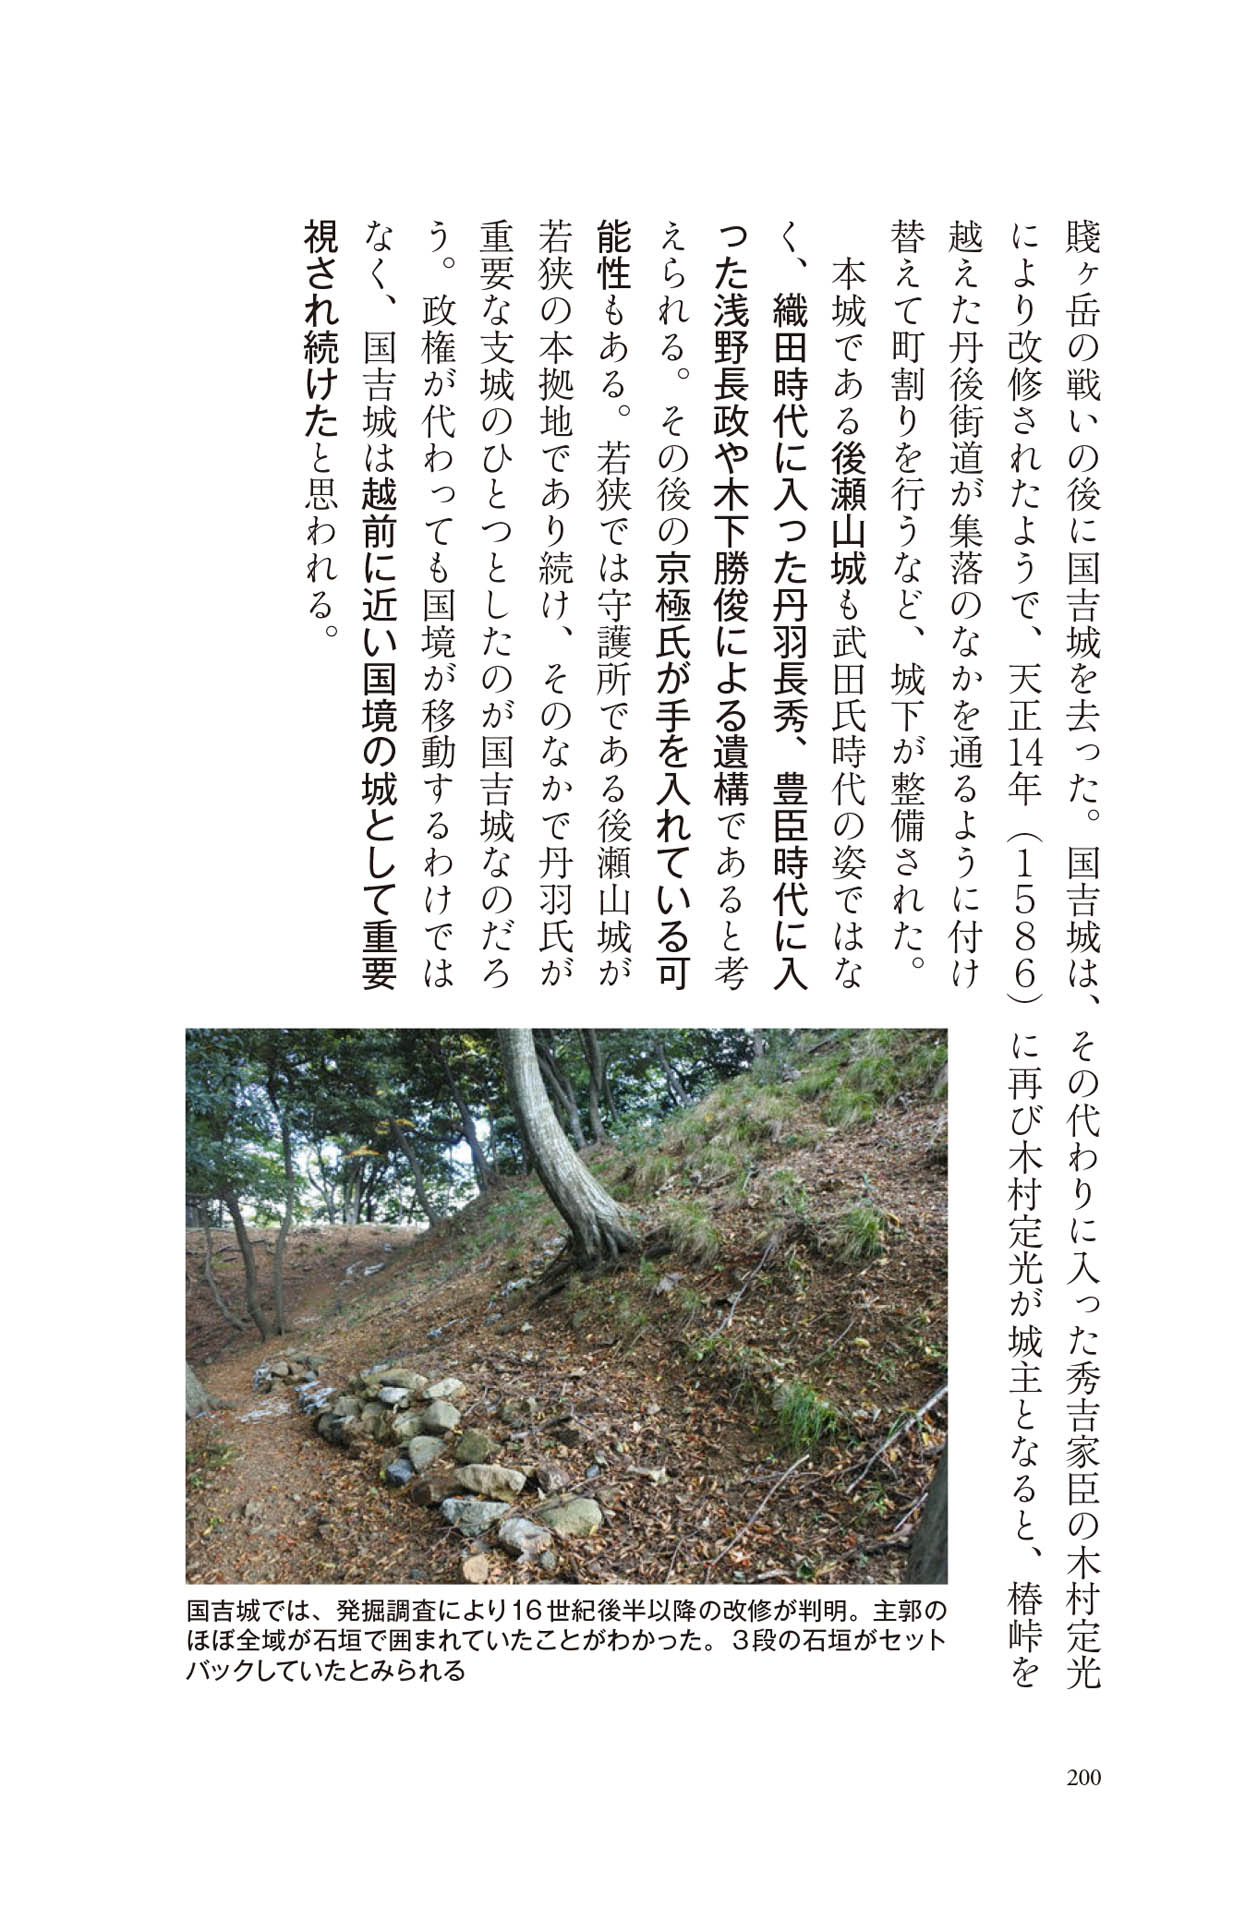 賤ヶ岳の戦いの後に国吉城を去った。国吉城は、その代わりに入った秀吉家臣の木村定光
により改修されたようで、天正14年（1586）に再び木村定光が城主となると、椿峠を
越えた丹後街道が集落のなかを通るように付け
替えて町割りを行うなど、城下が整備された。
本城である後瀬山城も武田氏時代の姿ではな
く、織田時代に入った丹羽長秀、豊臣時代に入
った浅野長政や木下勝俊による遺構であると考
えられる。その後の京極氏が手を入れている可
能性もある。若狭では守護所である後瀬山城が
若狭の本拠地であり続け、そのなかで丹羽氏が
重要な支城のひとつとしたのが国吉城なのだろ
う。政権が代わっても国境が移動するわけでは
なく、国吉城は越前に近い国境の城として重要
視され続けたと思われる。
国吉城では、発掘調査により16世紀後半以降の改修が判明。主郭の
ほぼ全域が石垣で囲まれていたことがわかった。3段の石垣がセット
バックしていたとみられる
200